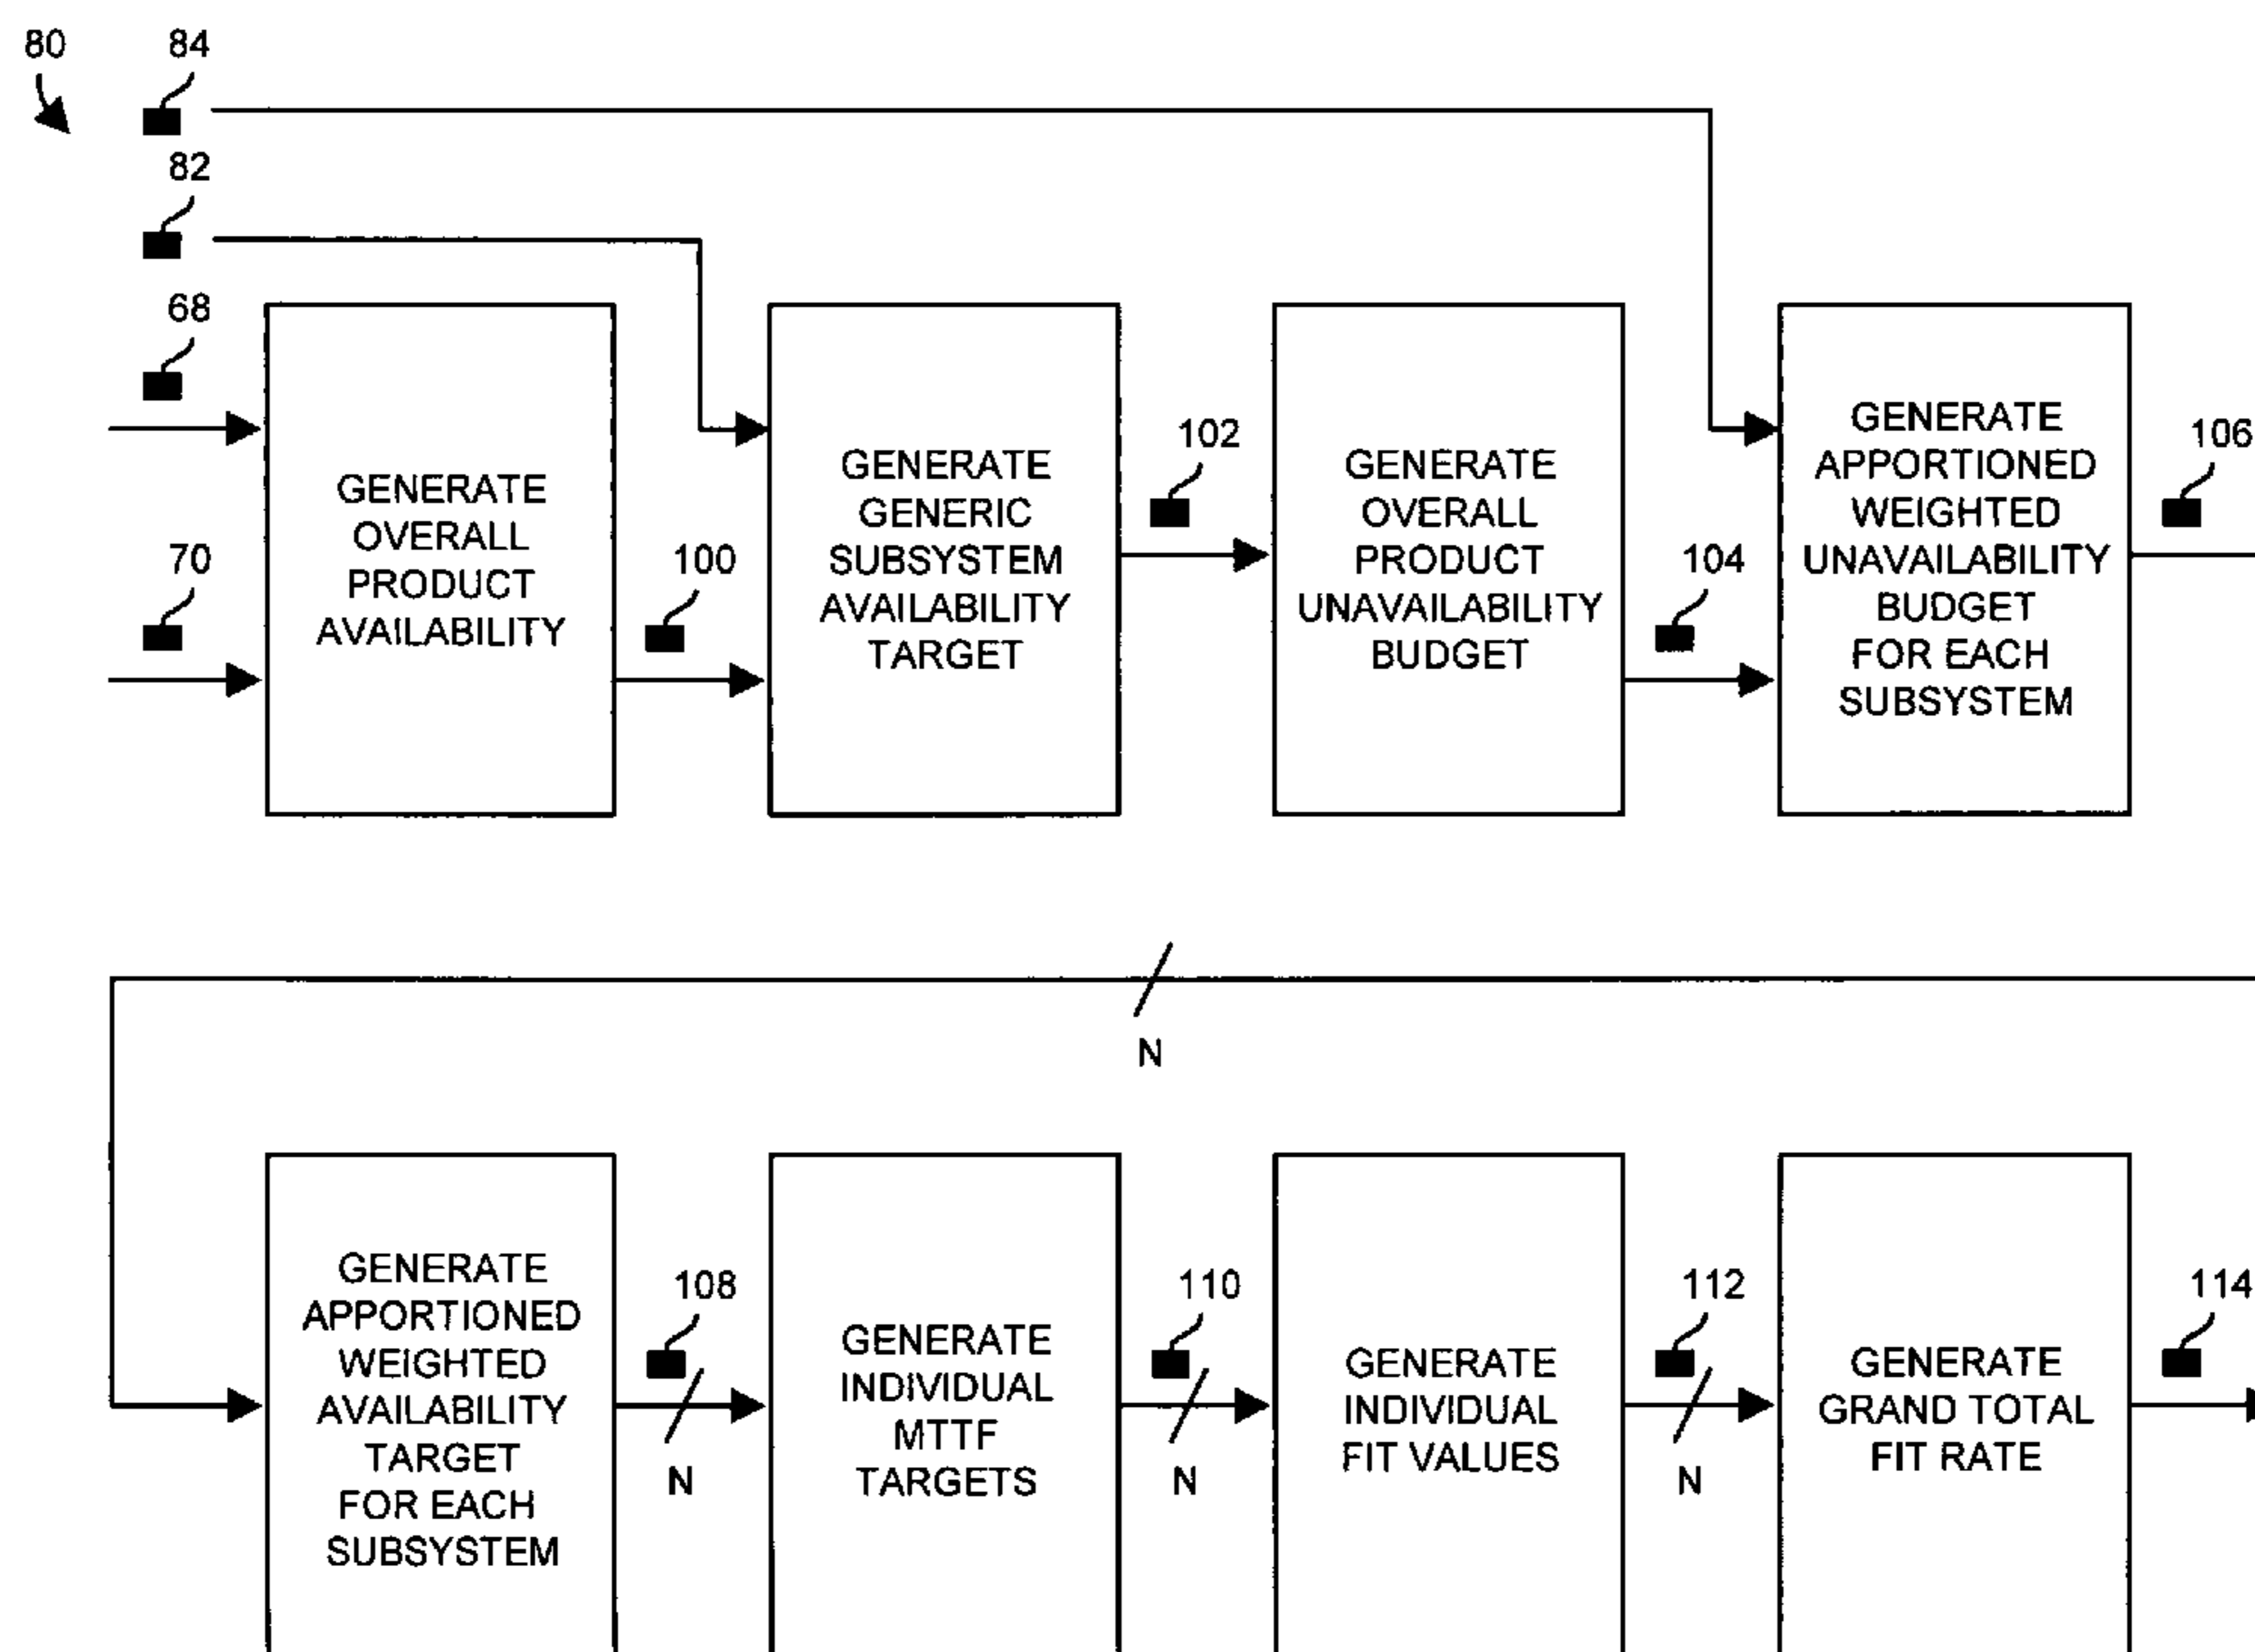 80
84
82
68
70
GENERATE
OVERALL
PRODUCT
AVAILABILITY
100
GENERATE
GENERIC
SUBSYSTEM
AVAILABILITY
TARGET
102
GENERATE
OVERALL
PRODUCT
UNAVAILABILITY
BUDGET
104
GENERATE
APPORTIONED
WEIGHTED
UNAVAILABILITY
BUDGET
FOR EACH
SUBSYSTEM
106
N
GENERATE
APPORTIONED
WEIGHTED
AVAILABILITY
TARGET
FOR EACH
SUBSYSTEM
108
N
GENERATE
INDIVIDUAL
MTTF
TARGETS
110
N
GENERATE
INDIVIDUAL
FIT VALUES
112
N
GENERATE
GRAND TOTAL
FIT RATE
114